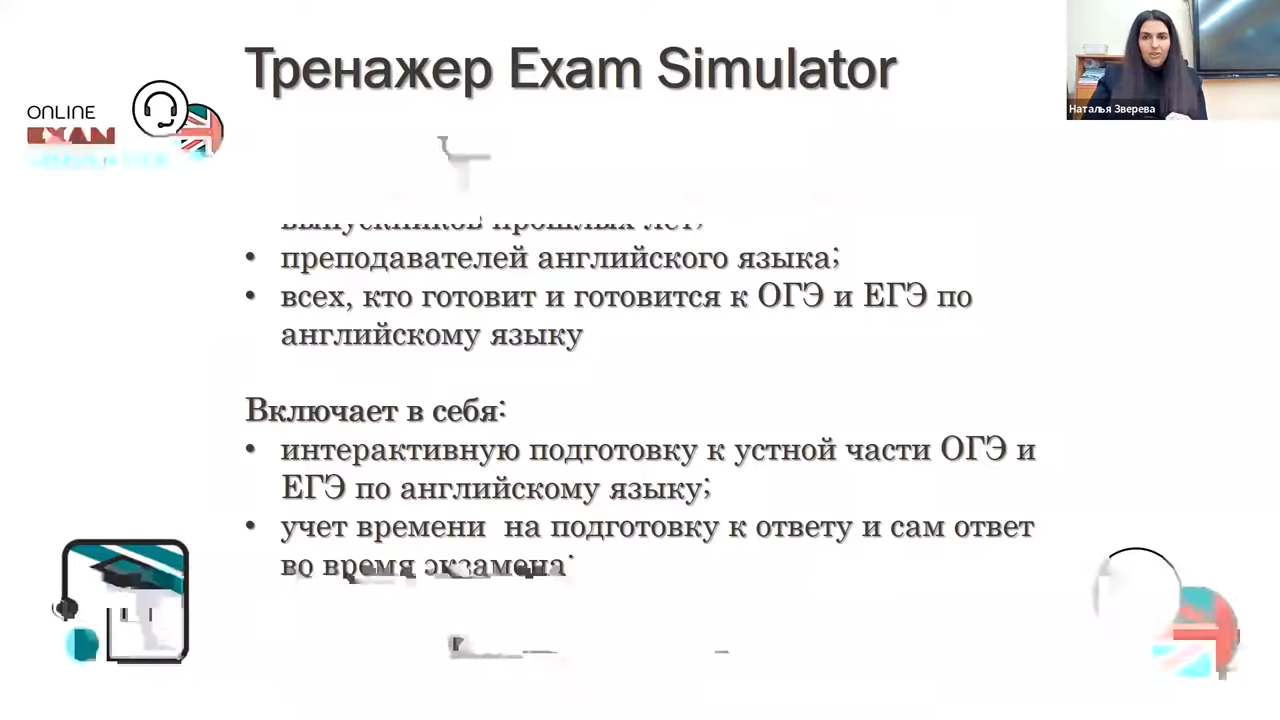 Тренажер Exam Simulator
Наталья Зверева
ONLINE
EXAM
выпускников прошлых лет;
• преподавателей английского языка;
• всех, кто готовит и готовится к ОГЭ и ЕГЭ по
английскому языку
Включает в себя:
• интерактивную подготовку к устной части ОГЭ и
ЕГЭ по английскому языку;
• учет времени на подготовку к ответу и сам ответ
во время экзамена